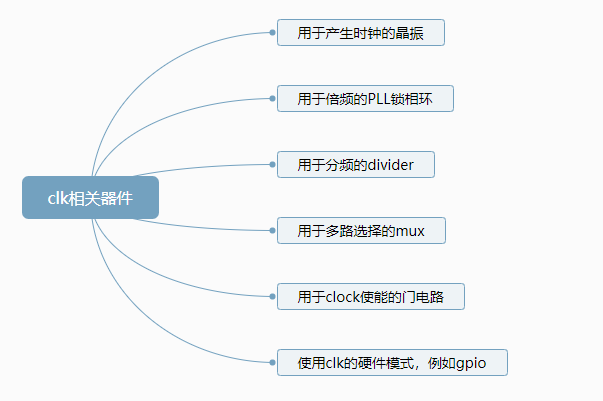 用于产生时钟的晶振
用于倍频的PLL锁相环
用于分频的divider
clk相关器件
用于多路选择的mux
用于clock使能的门电路
使用clk的硬件模式，例如gpio